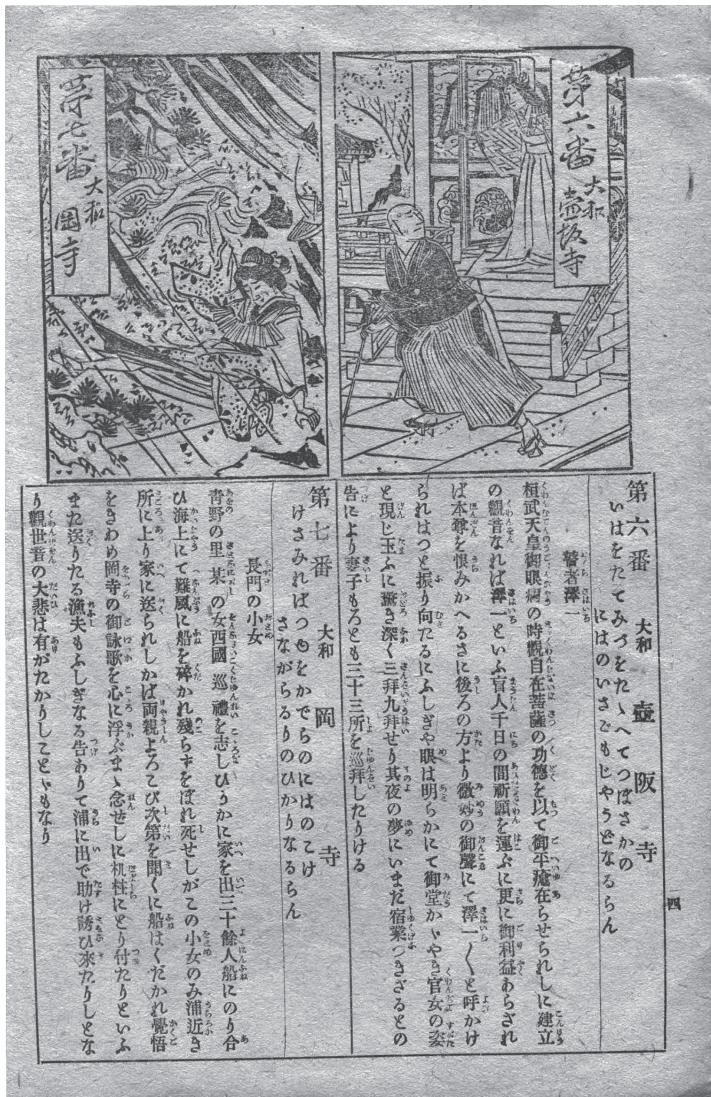 第六番 大和 壺坂寺
第七番 大和 岡寺
四
第六番 大和 壺阪寺
いはをたてみづをたゝへてつぼさかの
にはのいさごもじやうどなるらん
瞽者澤一
桓武天皇御眼病の時觀自在菩薩の功德を以て御平癒在らせられしに建立
の觀音なれば澤一といふ盲人千日の間祈願を運ぶに更に御利益あらされ
ば本尊を恨みかへるさに後ろの方より微妙の御聲にて澤一〳〵と呼かけ
られはつと振り向たるにふしぎや眼は明らかにて御堂かゝやき官女の姿
と現じ玉ふに驚き深く三拜九拜せり其夜の夢にいまだ宿業つきざるとの
告により妻子もろとも三十三所を巡拜したりける
第七番 大和 岡寺
けさみればつゆをかでらのにはのこけ
さながらるりのひかりなるらん
長門の小女
靑野の里某の女西國巡禮を志しひそかに家を出三十餘人船にのり合
ひ海上にて難風に船を碎かれ殘らずをぼれ死せしがこの小女のみ浦近き
所に上り家に送られしかば両親よろこび次第を聞くに船はくだかれ覺悟
をきわめ岡寺の御詠歌を心に浮ぶまゝ念せしに机柱にとり付たりといふ
また送りたる漁夫もふしぎなる告わりて浦に出で助け誘ひ來たりしとな
り觀世音の大悲は有がたかりしことゝもなり